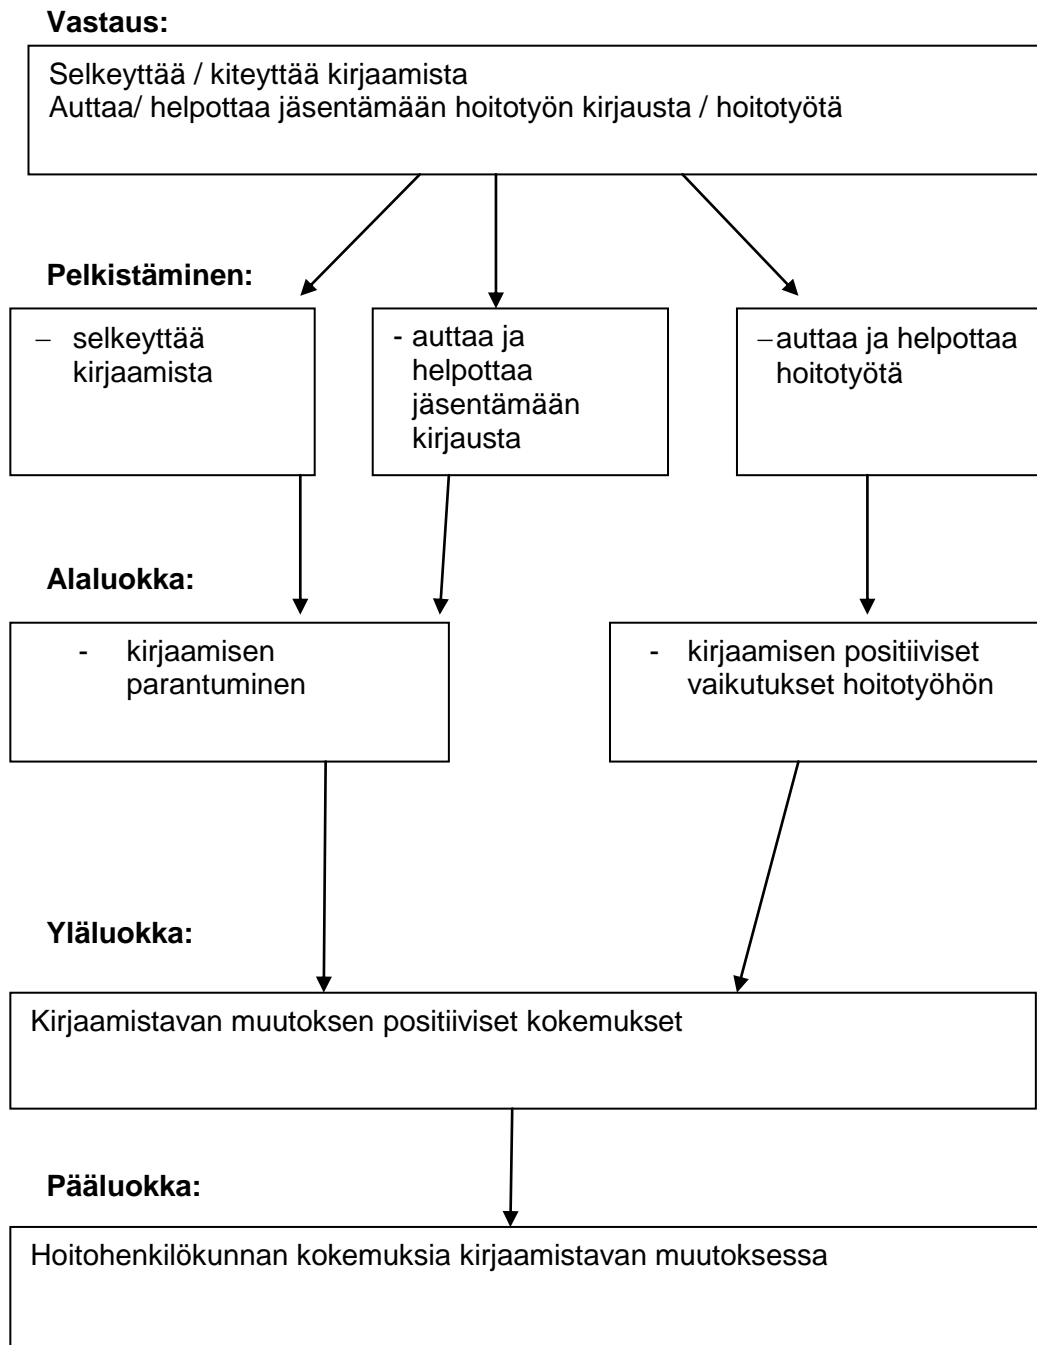 Vastaus:
Selkeyttää / kiteyttää kirjaamista
Auttaa/ helpottaa jäsentämään hoitotyön kirjausta / hoitotyötä
Pelkistäminen:
– selkeyttää
kirjaamista
- auttaa ja
helpottaa
jäsentämään
kirjausta
–auttaa ja helpottaa
hoitotyötä
Alaluokka:
- kirjaamisen
parantuminen
- kirjaamisen positiiviset
vaikutukset hoitotyöhön
Yläluokka:
Kirjaamistavan muutoksen positiiviset kokemukset
Pääluokka:
Hoitohenkilökunnan kokemuksia kirjaamistavan muutoksessa